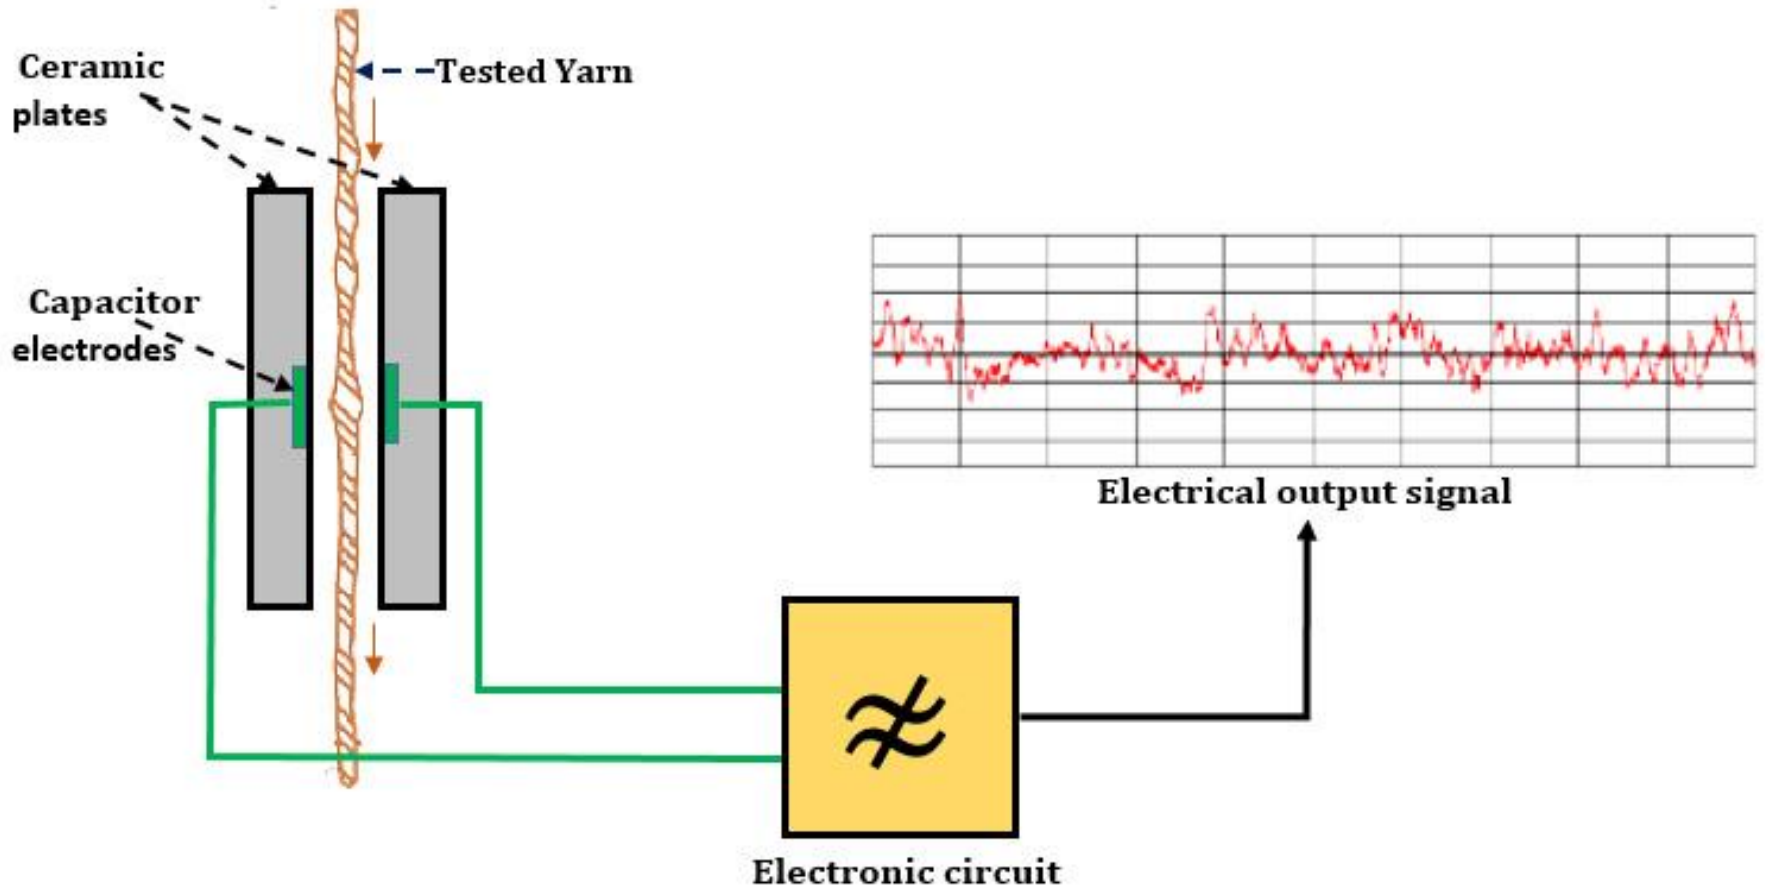 Ceramic
plates
Tested Yarn
Capacitor
electrodes
Electrical output signal
Electronic circuit